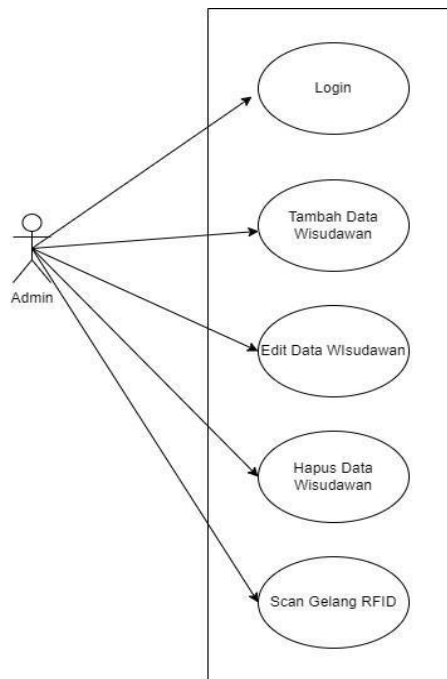 Login
Tambah Data
Wisudawan
Admin
Edit Data WIsudawan
Hapus Data
Wisudawan
Scan Gelang RFID